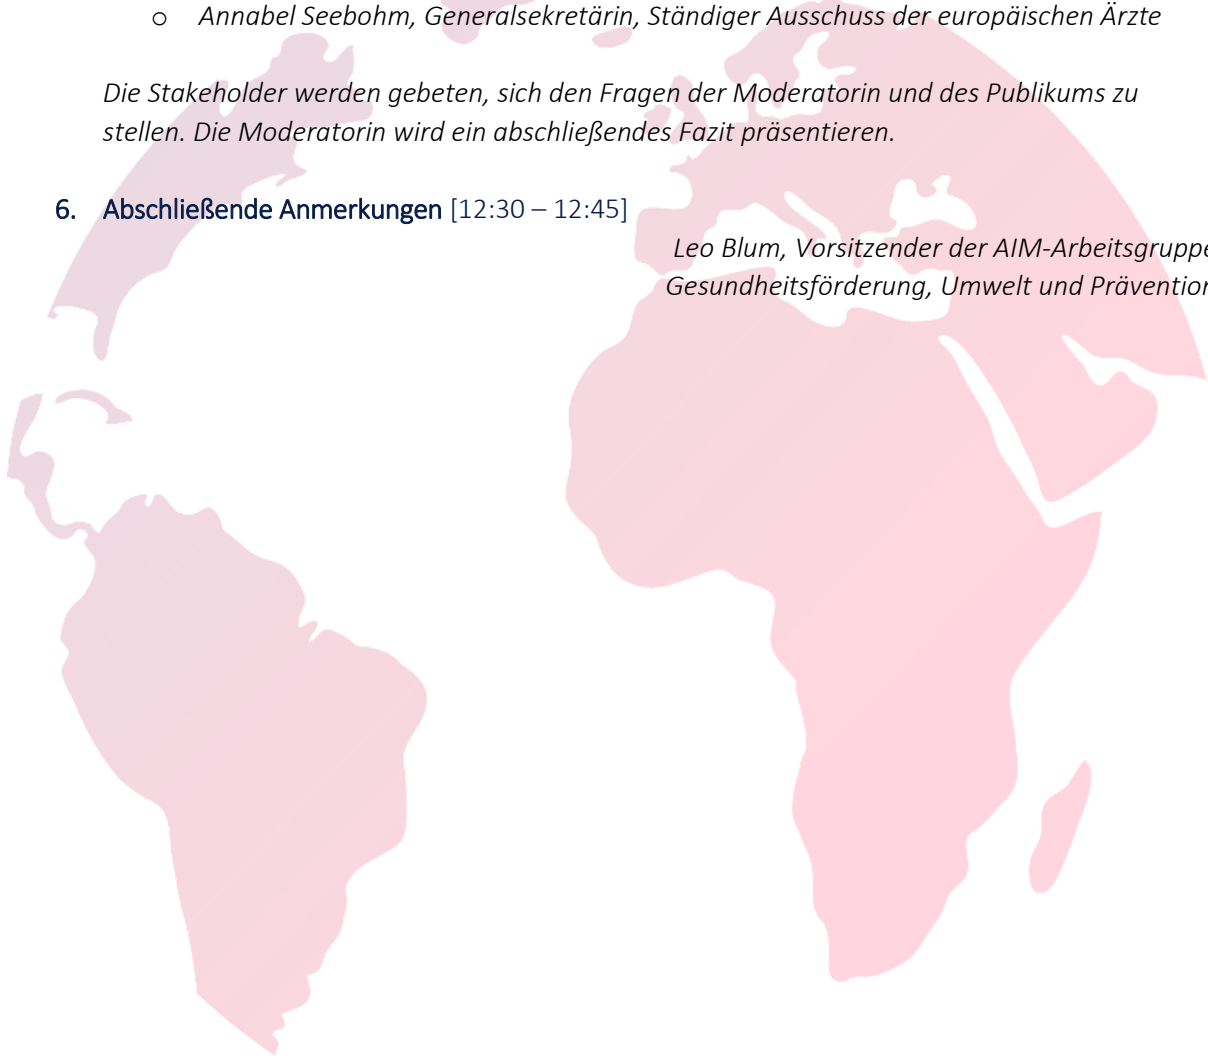 o Annabel Seebohm, Generalsekretärin, Ständiger Ausschuss der europäischen Ärzte
Die Stakeholder werden gebeten, sich den Fragen der Moderatorin und des Publikums zu
stellen. Die Moderatorin wird ein abschließendes Fazit präsentieren.
6. Abschließende Anmerkungen [12:30 – 12:45]
Leo Blum, Vorsitzender der AIM-Arbeitsgruppe
Gesundheitsförderung, Umwelt und Prävention